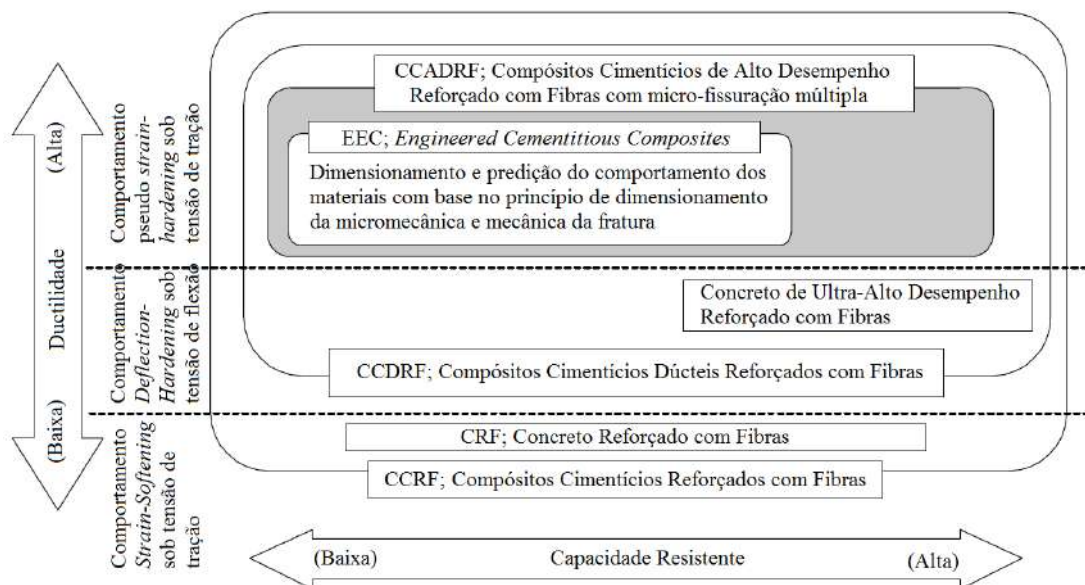 CCADRF; Compósitos Cimentícios de Alto Desempenho
Reforçado com Fibras com micro-fissuração múltipla
EEC; Engineered Cementitious Composites
Dimensionamento e predição do comportamento dos
materiais com base no princípio de dimensionamento
da micromecânica e mecânica da fratura
Concreto de Ultra-Alto Desempenho
Reforçado com Fibras
CCDRF; Compósitos Cimentícios Dúcteis Reforçados com Fibras
CRF; Concreto Reforçado com Fibras
CCRF; Compósitos Cimentícios Reforçados com Fibras
(Baixa) Capacidade Resistente (Alta)
(Alta)
Ductilidade
(Baixa)
Comportamento
pseudo strain-
hardening sob
tensão de tração
Comportamento
Deflection-
Hardening sob
tensão de flexão
Comportamento
Strain-Softening
sob tensão de
tração